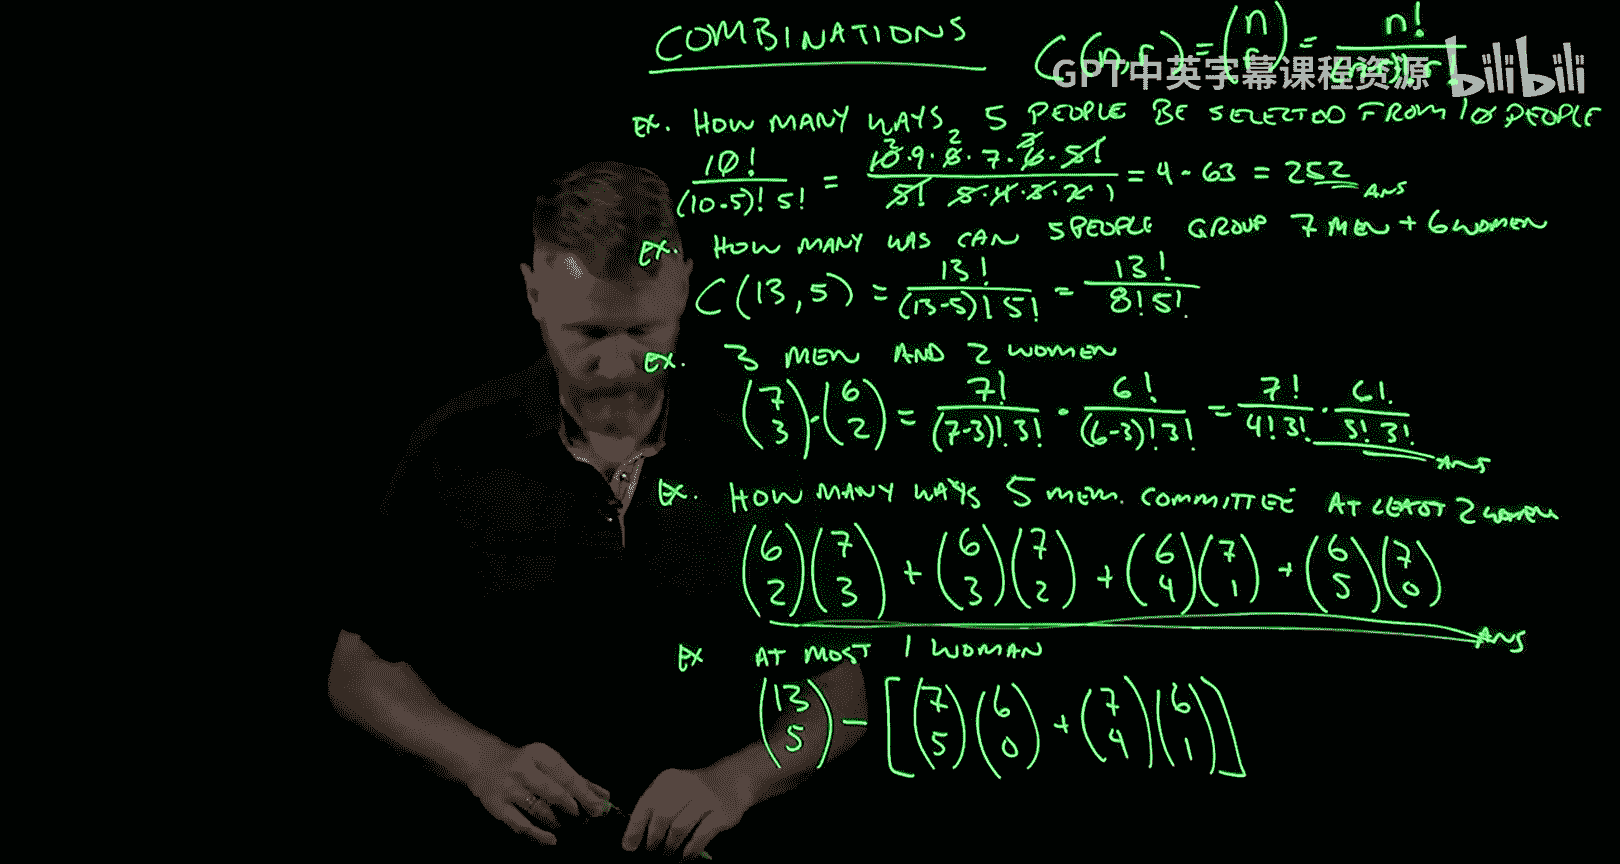 COMBINATIONS C(n,r) = (n r) = n! / (n-r)! r!
GPT中英字幕课程资源 bilibili
EX. HOW MANY WAYS 5 PEOPLE BE SELECTED FROM 10 PEOPLE
10! / (10-5)! 5! = 10·9·8·7·6·5! / 5! 5·4·3·2·1 = 4·63 = 252 ANS
2 2 2
EX. HOW MANY WAS CAN 5 PEOPLE GROUP 7 MEN + 6 WOMEN
C(13,5) = 13! / (13-5)! 5! = 13! / 8! 5!
EX. 3 MEN AND 2 WOMEN
(7 3)·(6 2) = 7! / (7-3)! 3! · 6! / (6-3)! 3! = 7! / 4! 3! · 6! / 3! 3! ANS
EX. HOW MANY WAYS 5 MEM. COMMITTEE AT LEAST 2 WOMEN
(6 2)(7 3) + (6 3)(7 2) + (6 4)(7 1) + (6 5)(7 0)
ANS
EX AT MOST 1 WOMAN
(13 5) - [(7 5)(6 0) + (7 4)(6 1)]